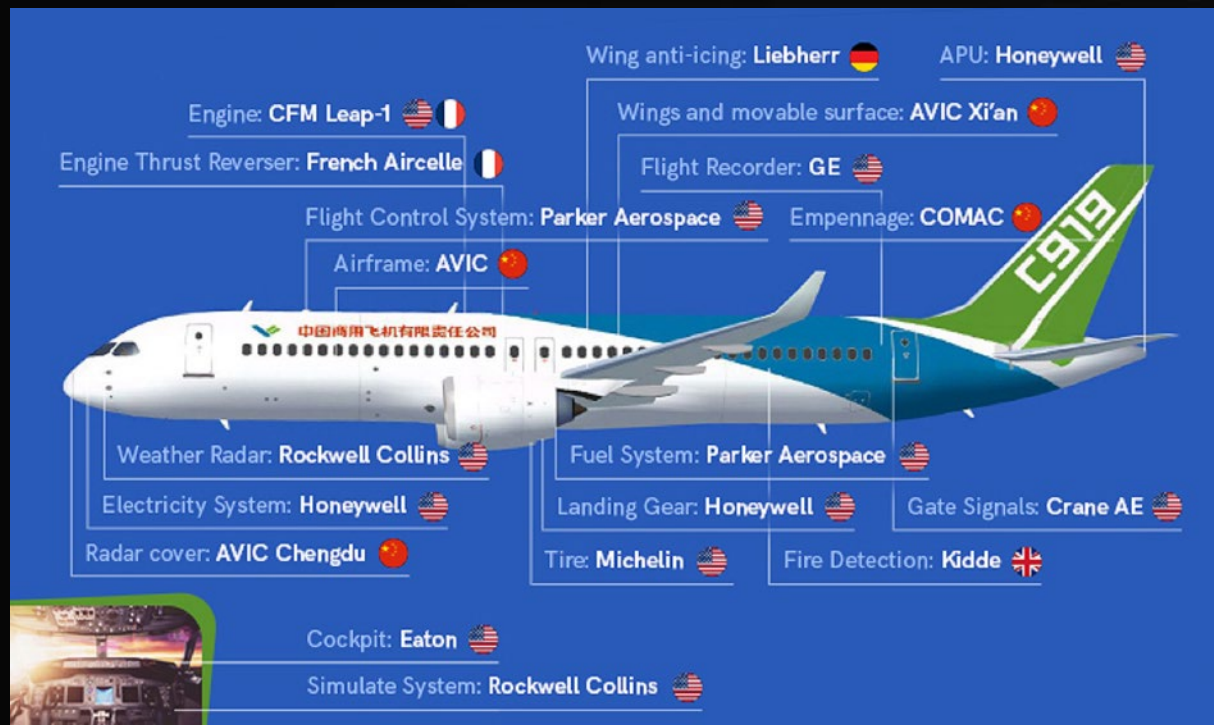 Wing anti-icing: Liebherr
APU: Honeywell
Engine: CFM Leap-1
Wings and movable surface: AVIC Xi'an
Engine Thrust Reverser: French Aircelle
Flight Recorder: GE
Flight Control System: Parker Aerospace
Empennage: COMAC
Airframe: AVIC
C919
中国商用飞机有限责任公司
Weather Radar: Rockwell Collins
Fuel System: Parker Aerospace
Electricity System: Honeywell
Landing Gear: Honeywell
Gate Signals: Crane AE
Radar cover: AVIC Chengdu
Tire: Michelin
Fire Detection: Kidde
Cockpit: Eaton
Simulate System: Rockwell Collins